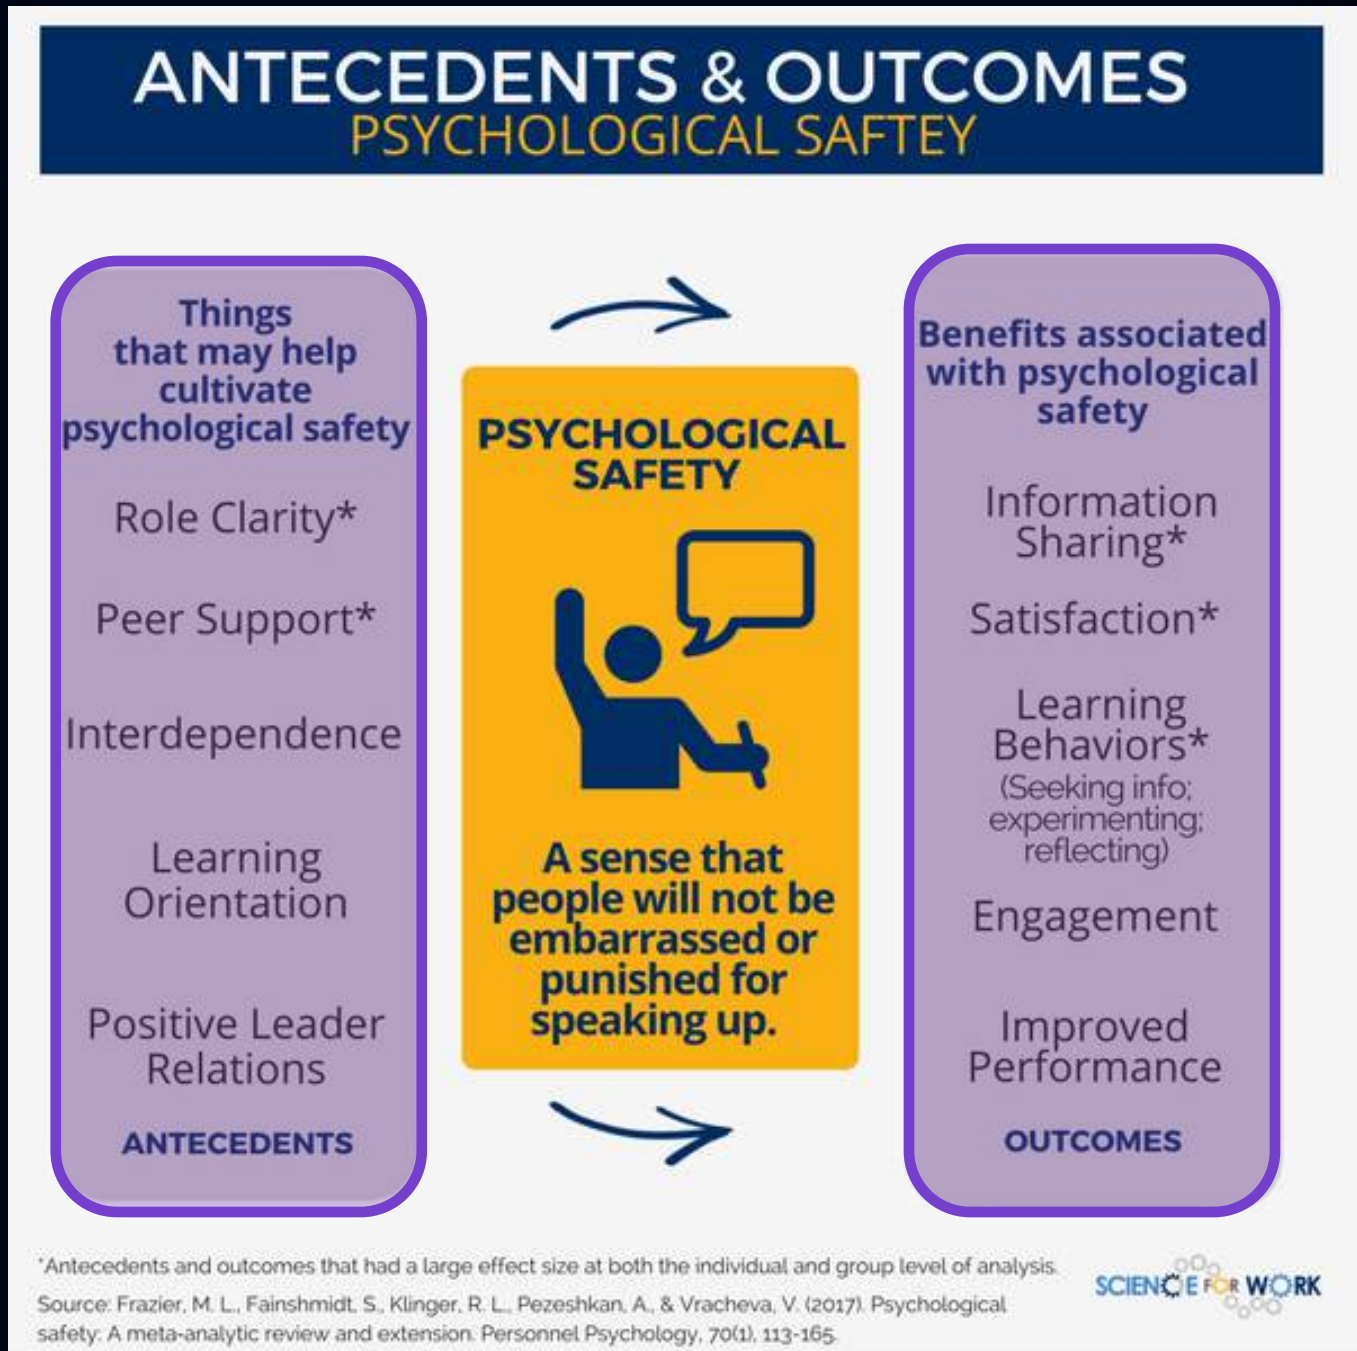 ANTECEDENTS & OUTCOMES
PSYCHOLOGICAL SAFTEY
Things
that may help
cultivate
psychological safety
Role Clarity*
Peer Support*
Interdependence
Learning
Orientation
Positive Leader
Relations
ANTECEDENTS
PSYCHOLOGICAL
SAFETY
A sense that
people will not be
embarrassed or
punished for
speaking up.
Benefits associated
with psychological
safety
Information
Sharing*
Satisfaction*
Learning
Behaviors*
(Seeking info;
experimenting;
reflecting)
Engagement
Improved
Performance
OUTCOMES
*Antecedents and outcomes that had a large effect size at both the individual and group level of analysis.
Source: Frazier, M. L., Fainshmidt, S., Klinger, R. L., Pezeshkan, A., & Vracheva, V. (2017). Psychological
safety: A meta-analytic review and extension. Personnel Psychology, 70(1), 113-165.
SCIENCE FOR WORK